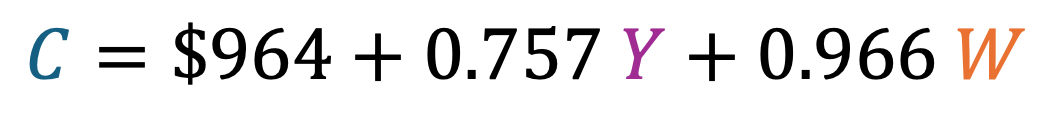 C = $964 + 0.757 Y + 0.966 W